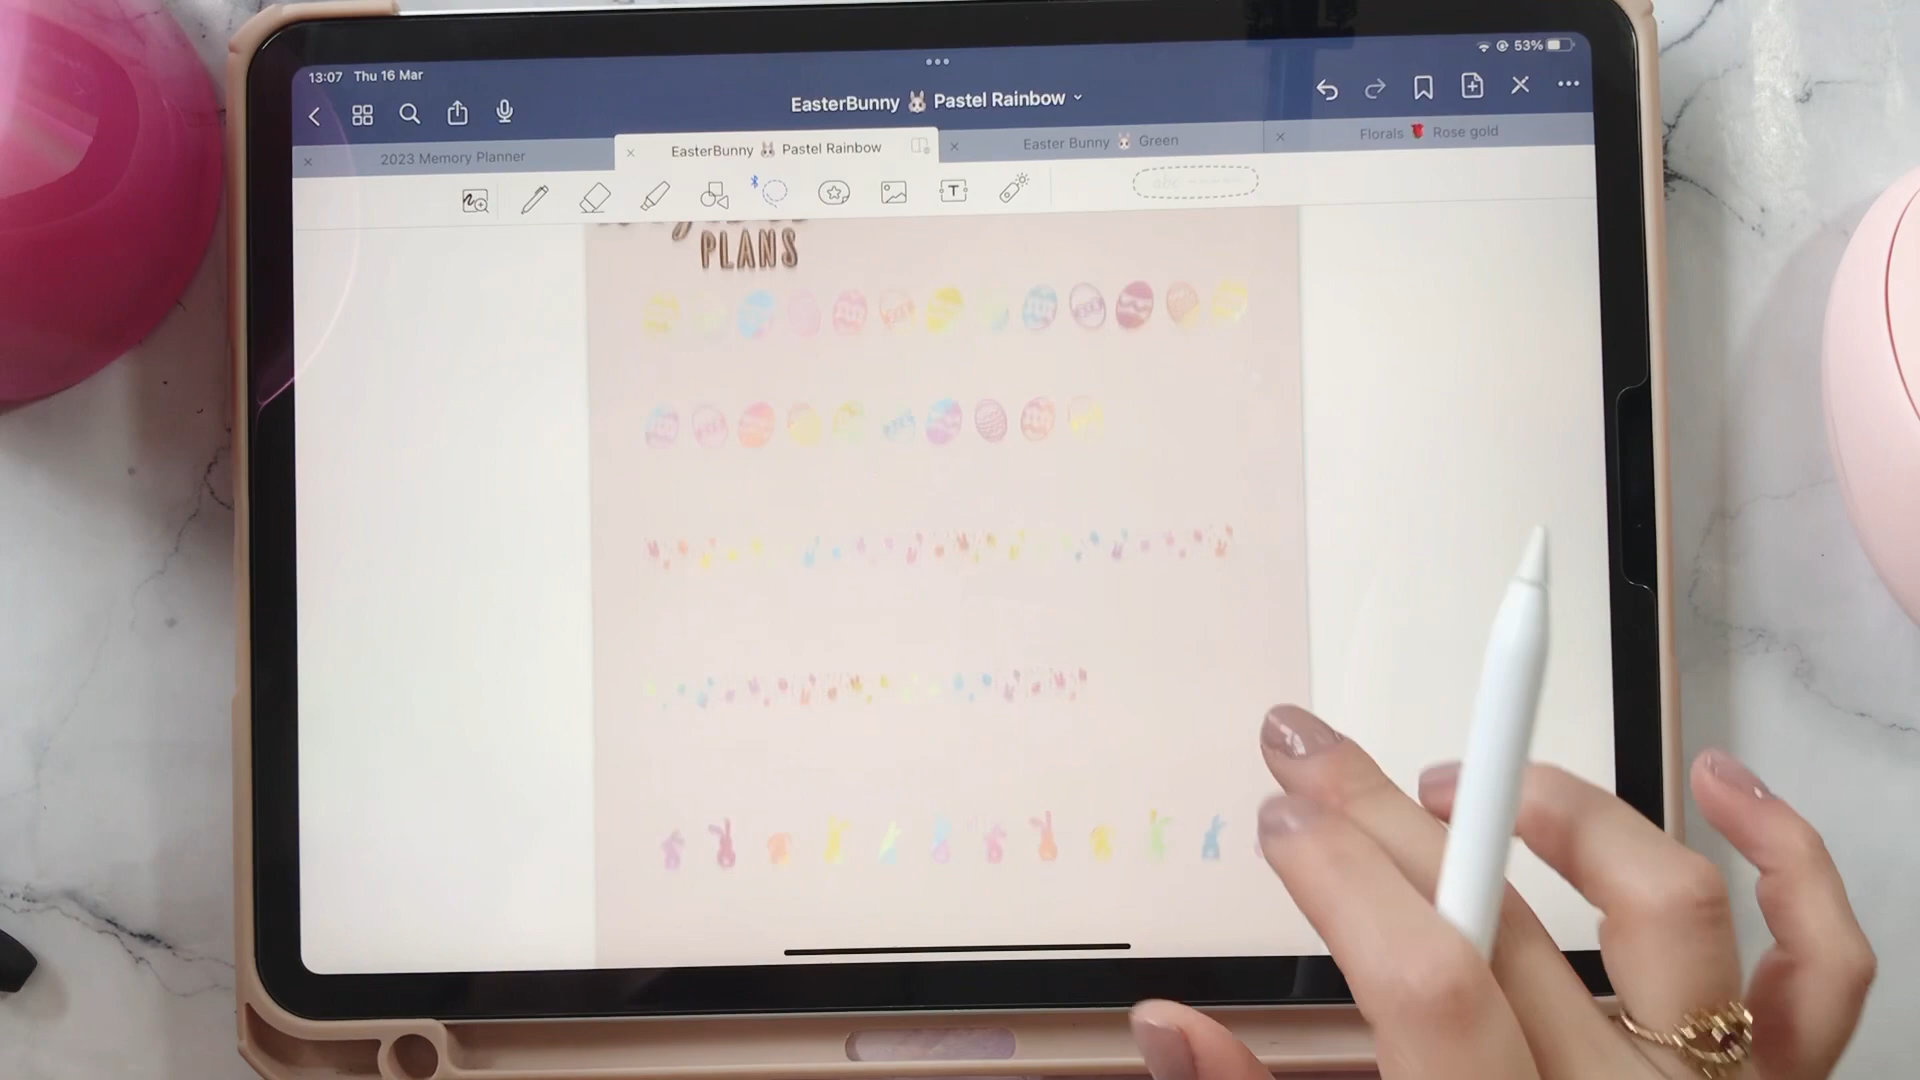 13:07 Thu 16 Mar
53%
EasterBunny 🐰 Pastel Rainbow
2023 Memory Planner
EasterBunny 🐰 Pastel Rainbow
Easter Bunny 🐰 Green
Florals 🌹 Rose gold
T
abc
PLANS